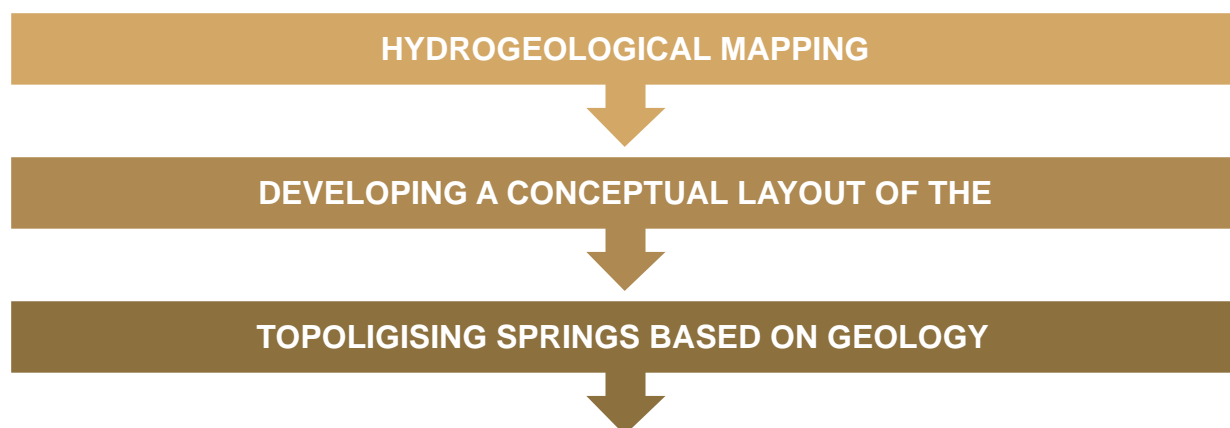 HYDROGEOLOGICAL MAPPING
DEVELOPING A CONCEPTUAL LAYOUT OF THE
TOPOLIGISING SPRINGS BASED ON GEOLOGY